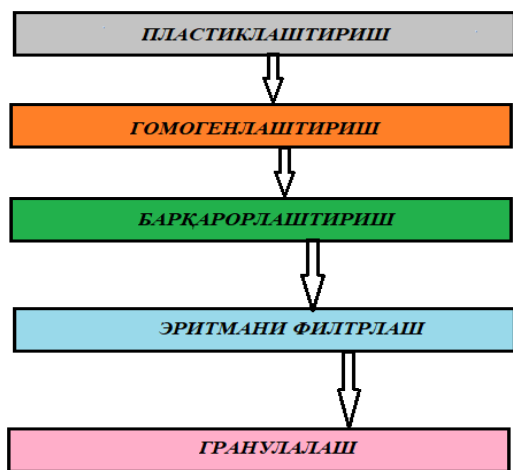 ПЛАСТИКЛАШТИРИШ
ГОМОГЕНЛАШТИРИШ
БАРҚАРОРЛАШТИРИШ
ЭРИТМАНИ ФИЛТРЛАШ
ГРАНУЛАЛАШ